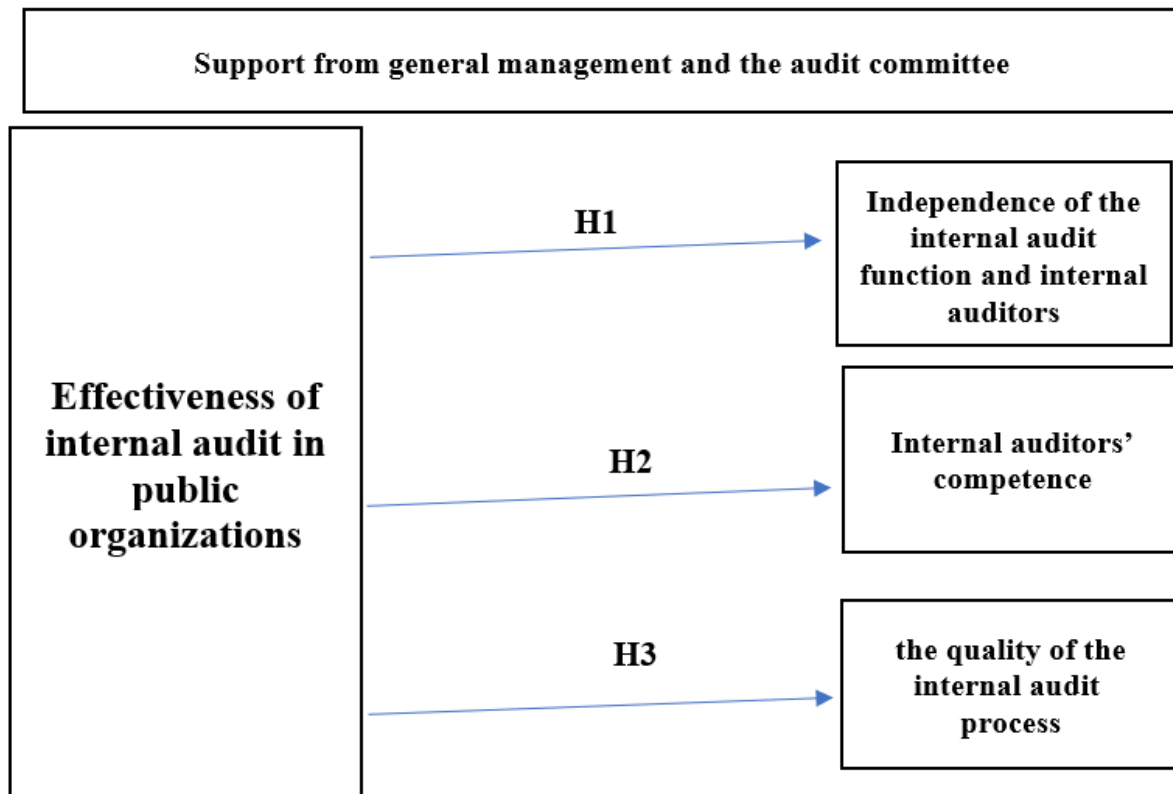 Support from general management and the audit committee
Effectiveness of
internal audit in
public
organizations
H1
Independence of the
internal audit
function and internal
auditors
H2
Internal auditors’
competence
H3
the quality of the
internal audit
process